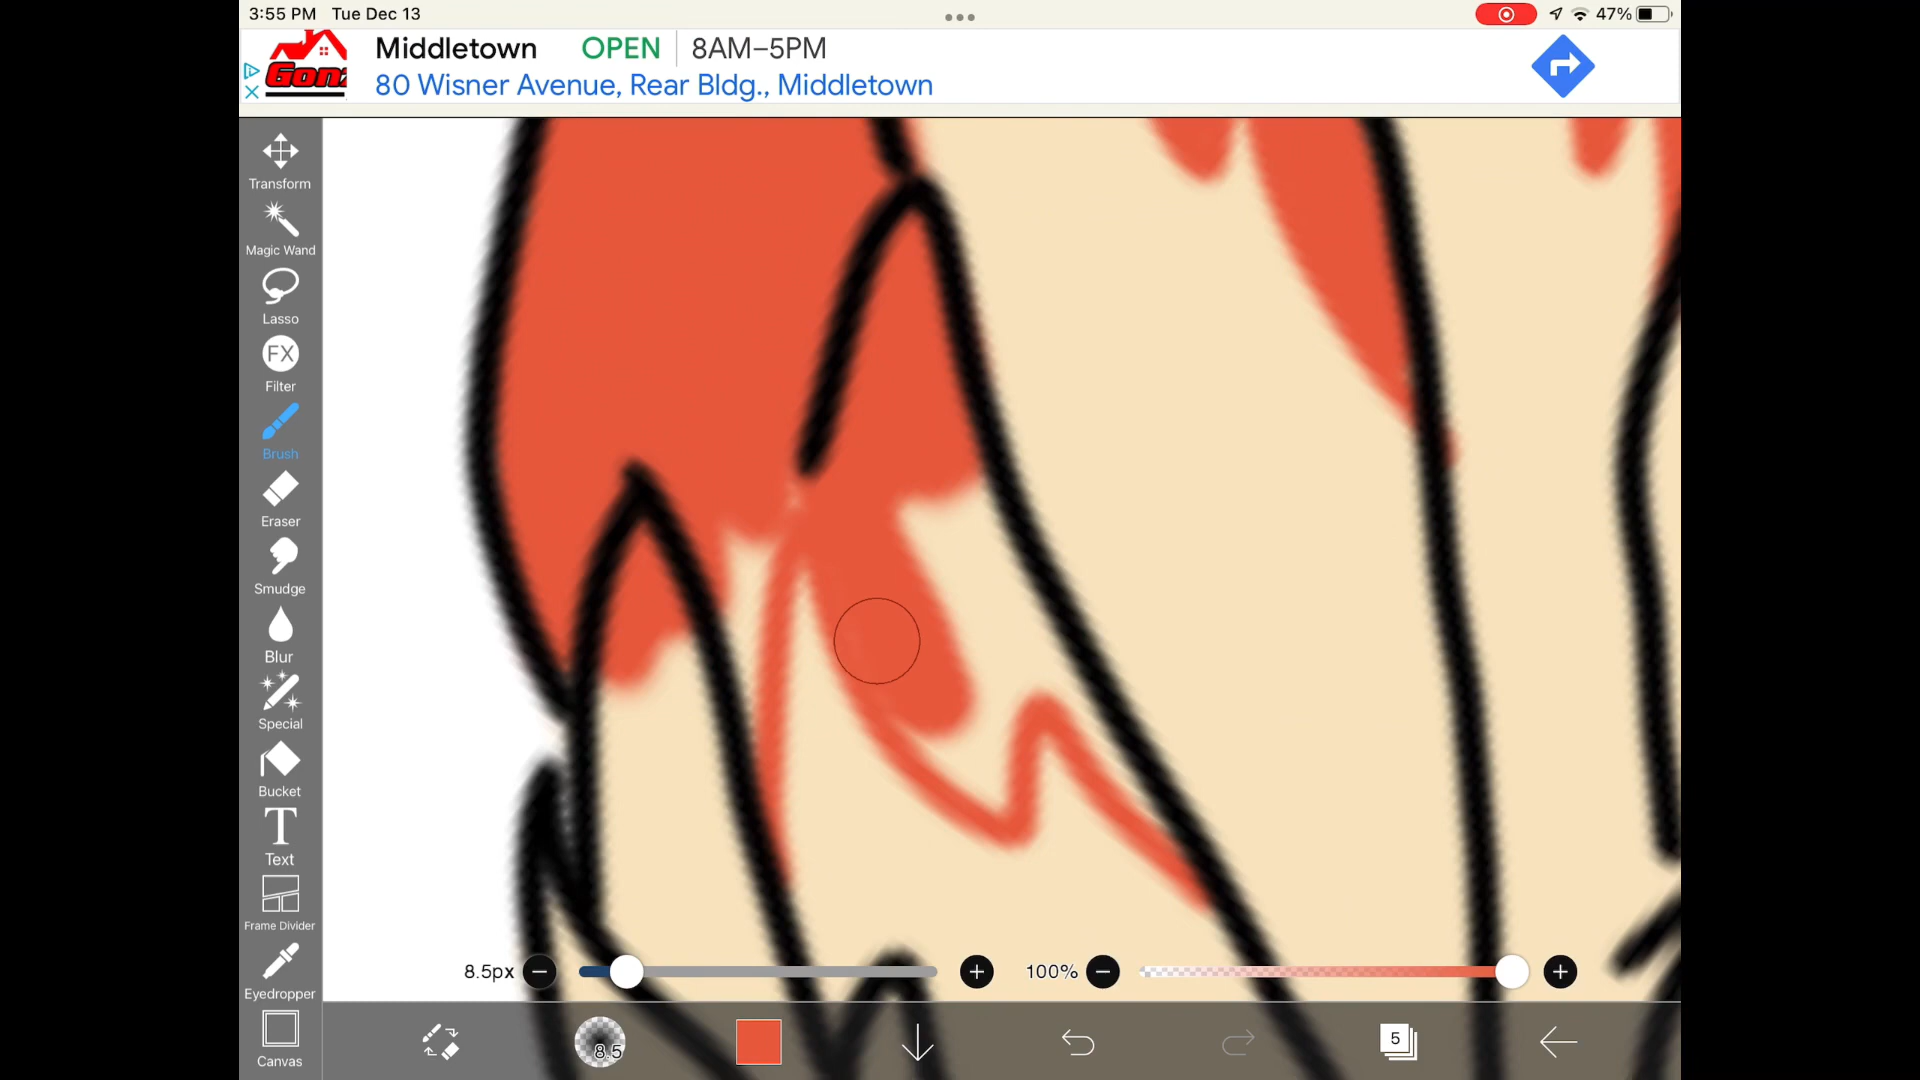 3:55 PM Tue Dec 13
47%
Gonz
Middletown OPEN 8AM–5PM
80 Wisner Avenue, Rear Bldg., Middletown
Transform
Magic Wand
Lasso
FX
Filter
Brush
Eraser
Smudge
Blur
Special
Bucket
T
Text
Frame Divider
Eyedropper
Canvas
8.5px
100%
8.5
5